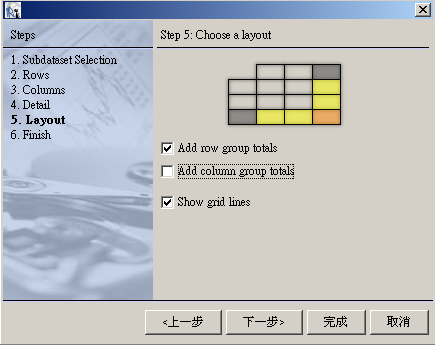 Steps
Step 5: Choose a layout
1. Subdataset Selection
2. Rows
3. Columns
4. Detail
5. Layout
6. Finish
Add row group totals
Add column group totals
Show grid lines
<上一步
下一步>
完成
取消